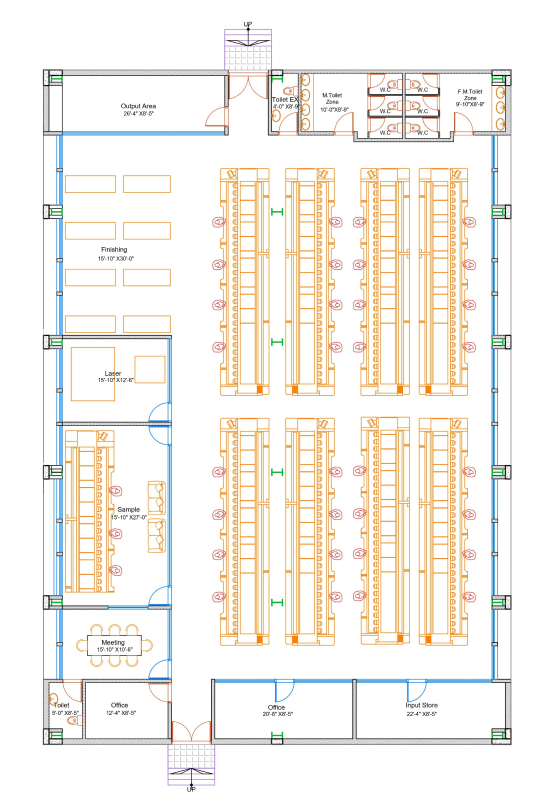 UP
Output Area
26'-4" X8'-5"
Toilet EX
4'-0" X8'-9"
M.Toilet
Zone
10'-0"X8'-9"
W.C
W.C
F.M.Toilet
Zone
9'-10"X8'-9"
W.C
W.C
W.C
W.C
Finishing
15'-10" X30'-0"
Laser
15'-10" X12'-6"
Sample
15'-10" X27'-0"
Meeting
15'-10" X10'-6"
Toilet
5'-0" X8'-5"
Office
12'-4" X8'-5"
Office
20'-8" X8'-5"
Input Store
22'-4" X8'-5"
UP